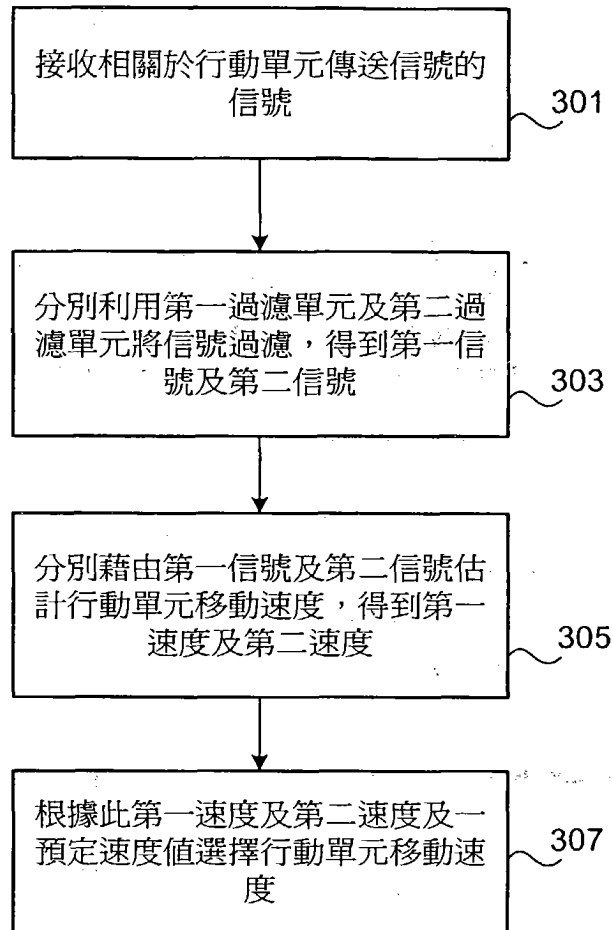 接收相關於行動單元傳送信號的
信號
301
分別利用第一過濾單元及第二過
濾單元將信號過濾，得到第一信
號及第二信號
303
分別藉由第一信號及第二信號估
計行動單元移動速度，得到第一
速度及第二速度
305
根據此第一速度及第二速度及一
預定速度值選擇行動單元移動速
度
307